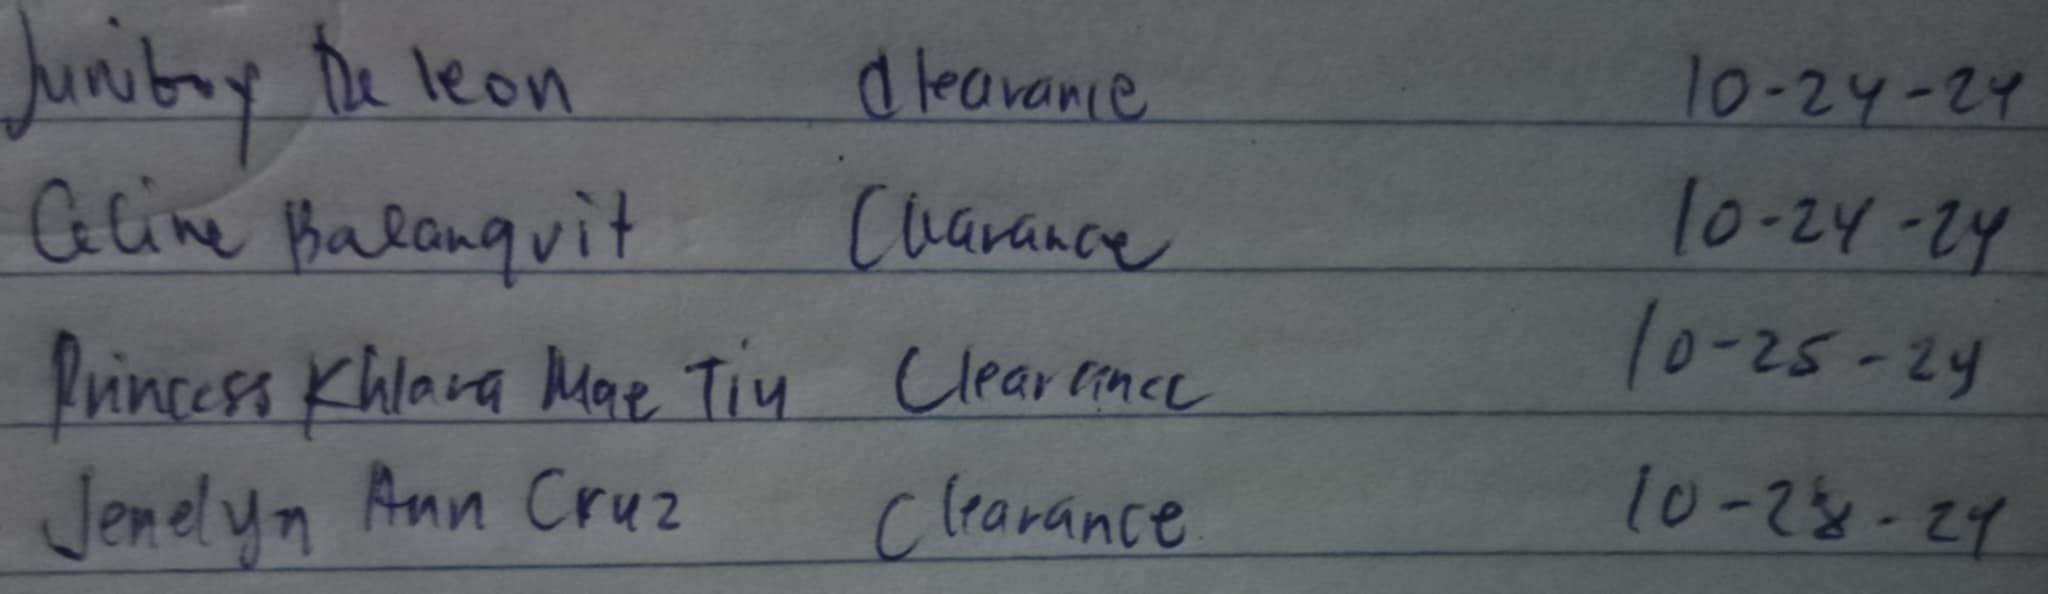 Juniboy De leon Clearance 10-24-24
Celine Balanquit Clearance 10-24-24
Princess Khlara Mae Tiu Clearance 10-25-24
Jenelyn Ann Cruz Clearance 10-28-24